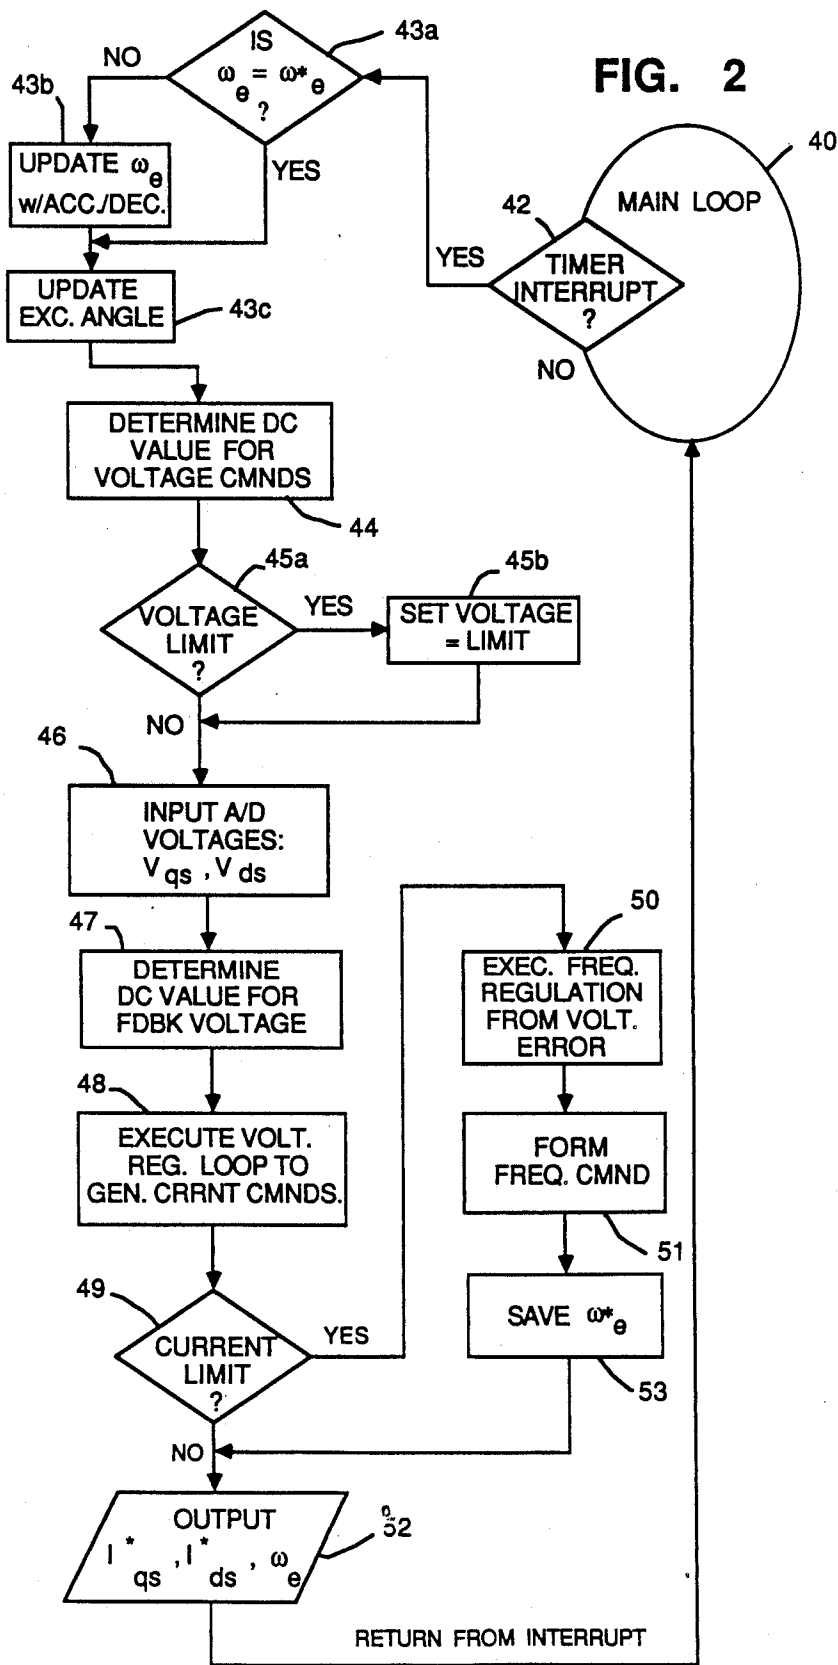 FIG. 2
43a
IS
ωe = ω*e
?
NO
YES
43b
UPDATE ωe
w/ACC./DEC.
UPDATE
EXC. ANGLE
43c
40
MAIN LOOP
42
TIMER
INTERRUPT
?
YES
NO
DETERMINE DC
VALUE FOR
VOLTAGE CMNDS
44
45a
VOLTAGE
LIMIT
?
YES
NO
45b
SET VOLTAGE
= LIMIT
46
INPUT A/D
VOLTAGES:
Vqs , Vds
47
DETERMINE
DC VALUE FOR
FDBK VOLTAGE
48
EXECUTE VOLT.
REG. LOOP TO
GEN. CRRNT CMNDS.
49
CURRENT
LIMIT
?
YES
NO
50
EXEC. FREQ.
REGULATION
FROM VOLT.
ERROR
FORM
FREQ. CMND
51
SAVE ω*e
53
OUTPUT
I*qs , I*ds , ωe
52
RETURN FROM INTERRUPT